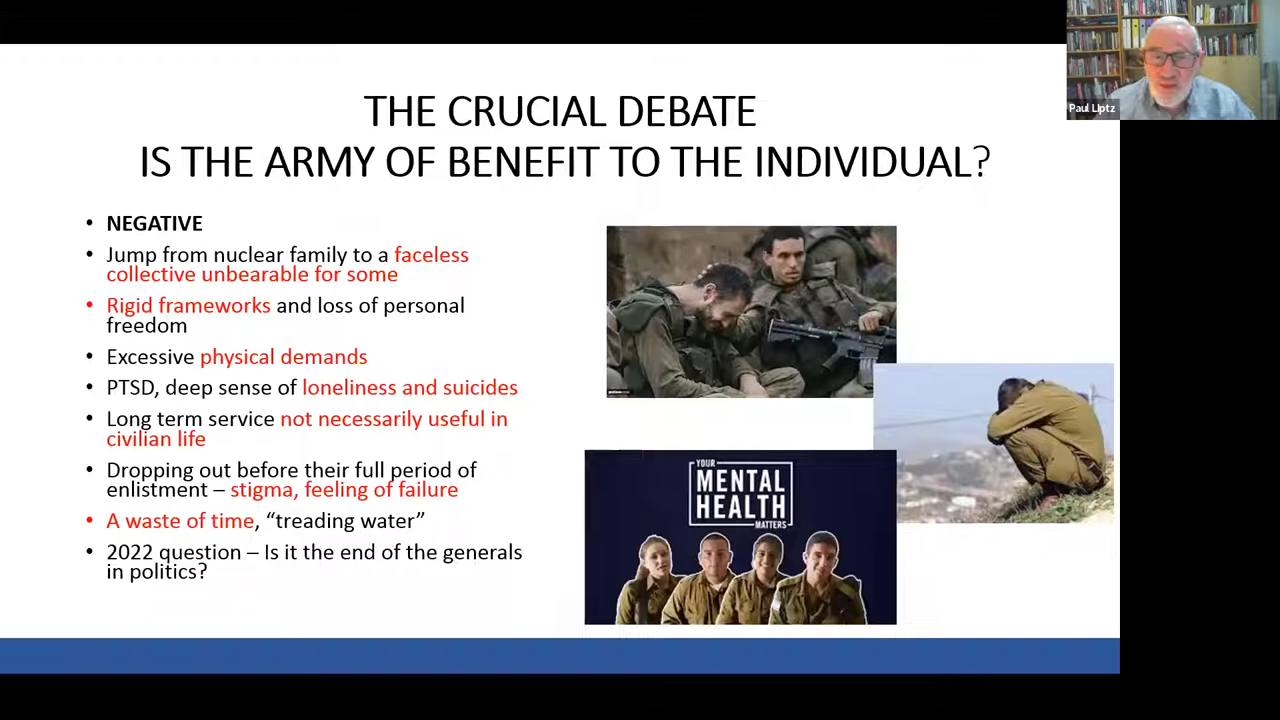 THE CRUCIAL DEBATE
IS THE ARMY OF BENEFIT TO THE INDIVIDUAL?
Paul Liptz
• NEGATIVE
• Jump from nuclear family to a faceless
collective unbearable for some
• Rigid frameworks and loss of personal
freedom
• Excessive physical demands
• PTSD, deep sense of loneliness and suicides
• Long term service not necessarily useful in
civilian life
• Dropping out before their full period of
enlistment – stigma, feeling of failure
• A waste of time, “treading water”
• 2022 question – Is it the end of the generals
in politics?
YOUR
MENTAL
HEALTH
MATTERS